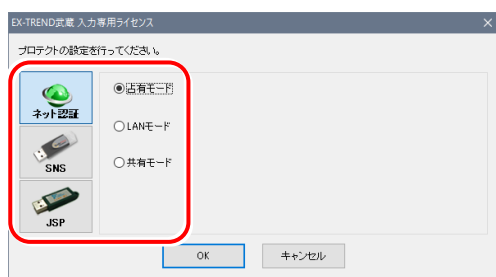 EX-TREND武蔵 入力専用ライセンス
プロテクトの設定を行ってください。
ネット認証
SNS
JSP
占有モード
LANモード
共有モード
OK
キャンセル